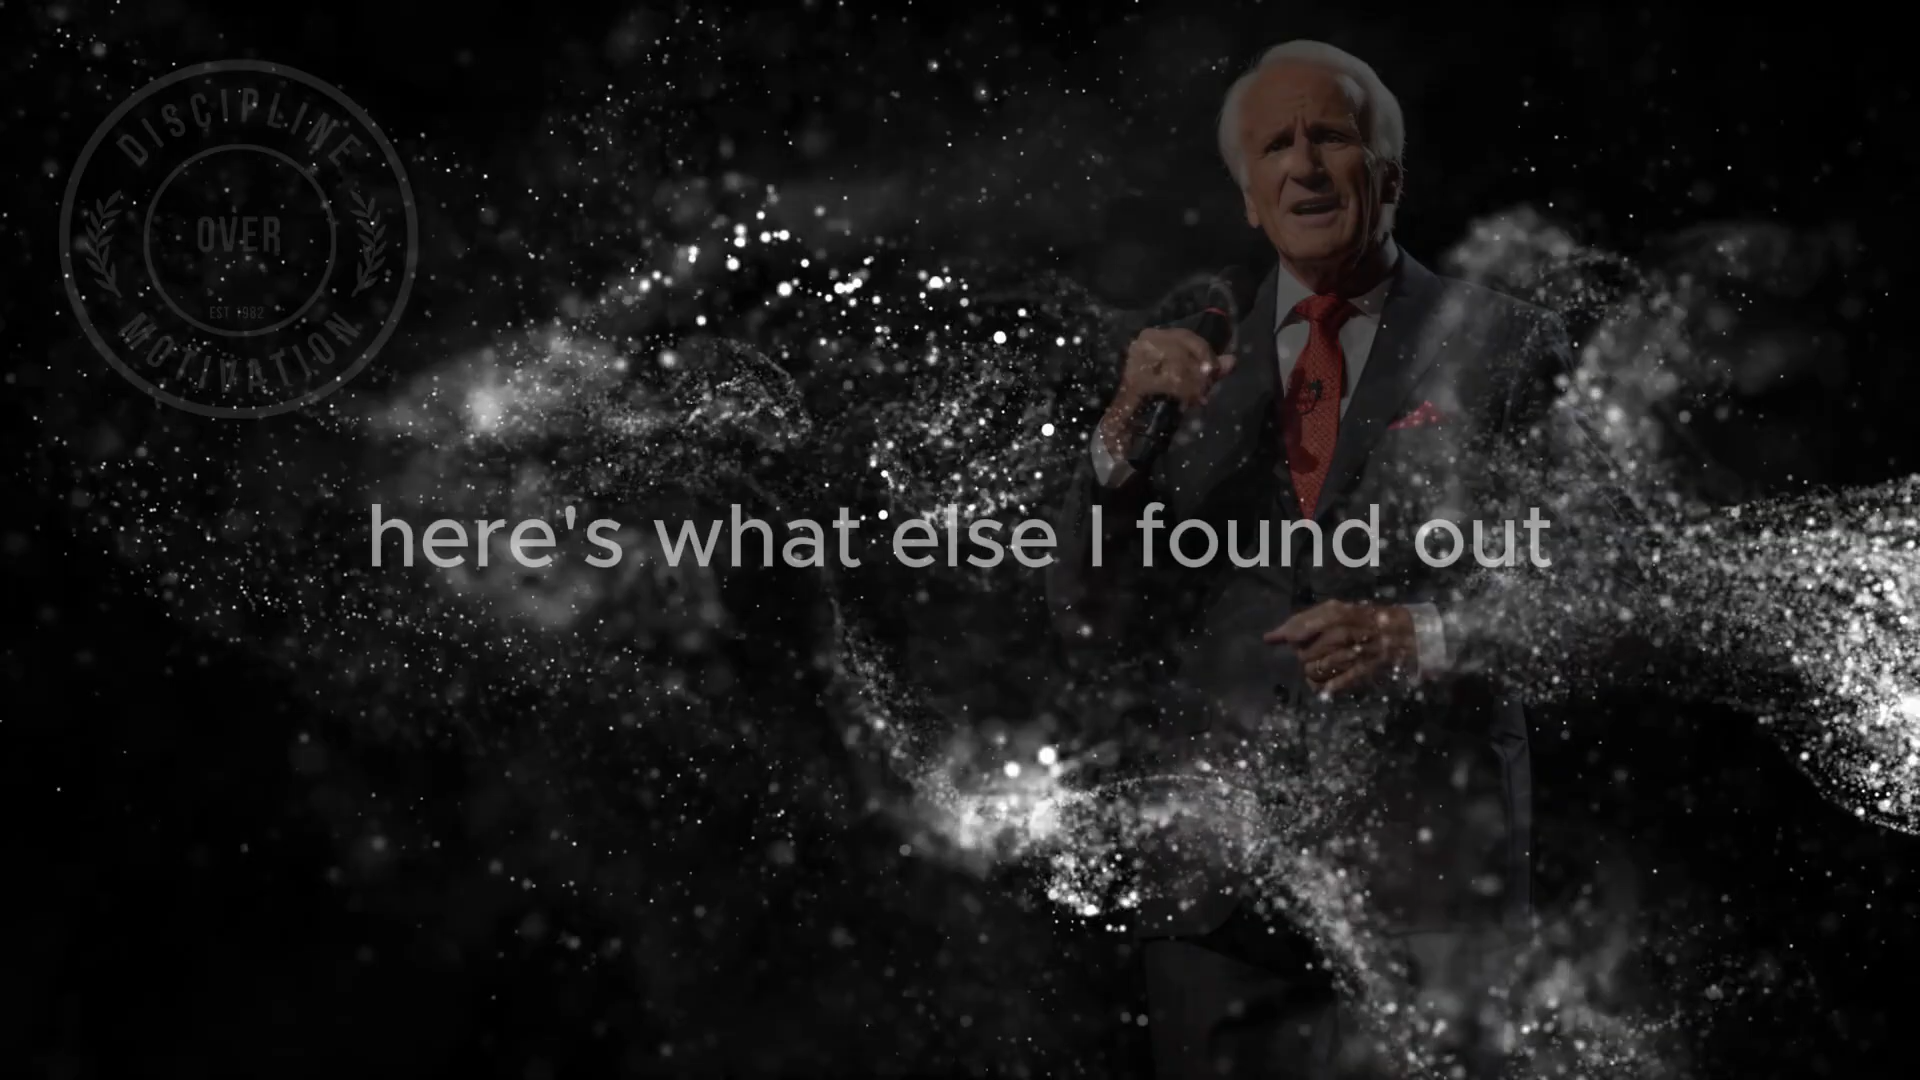 DISCIPLINE
OVER
EST 1982
MOTIVATION
here's what else I found out